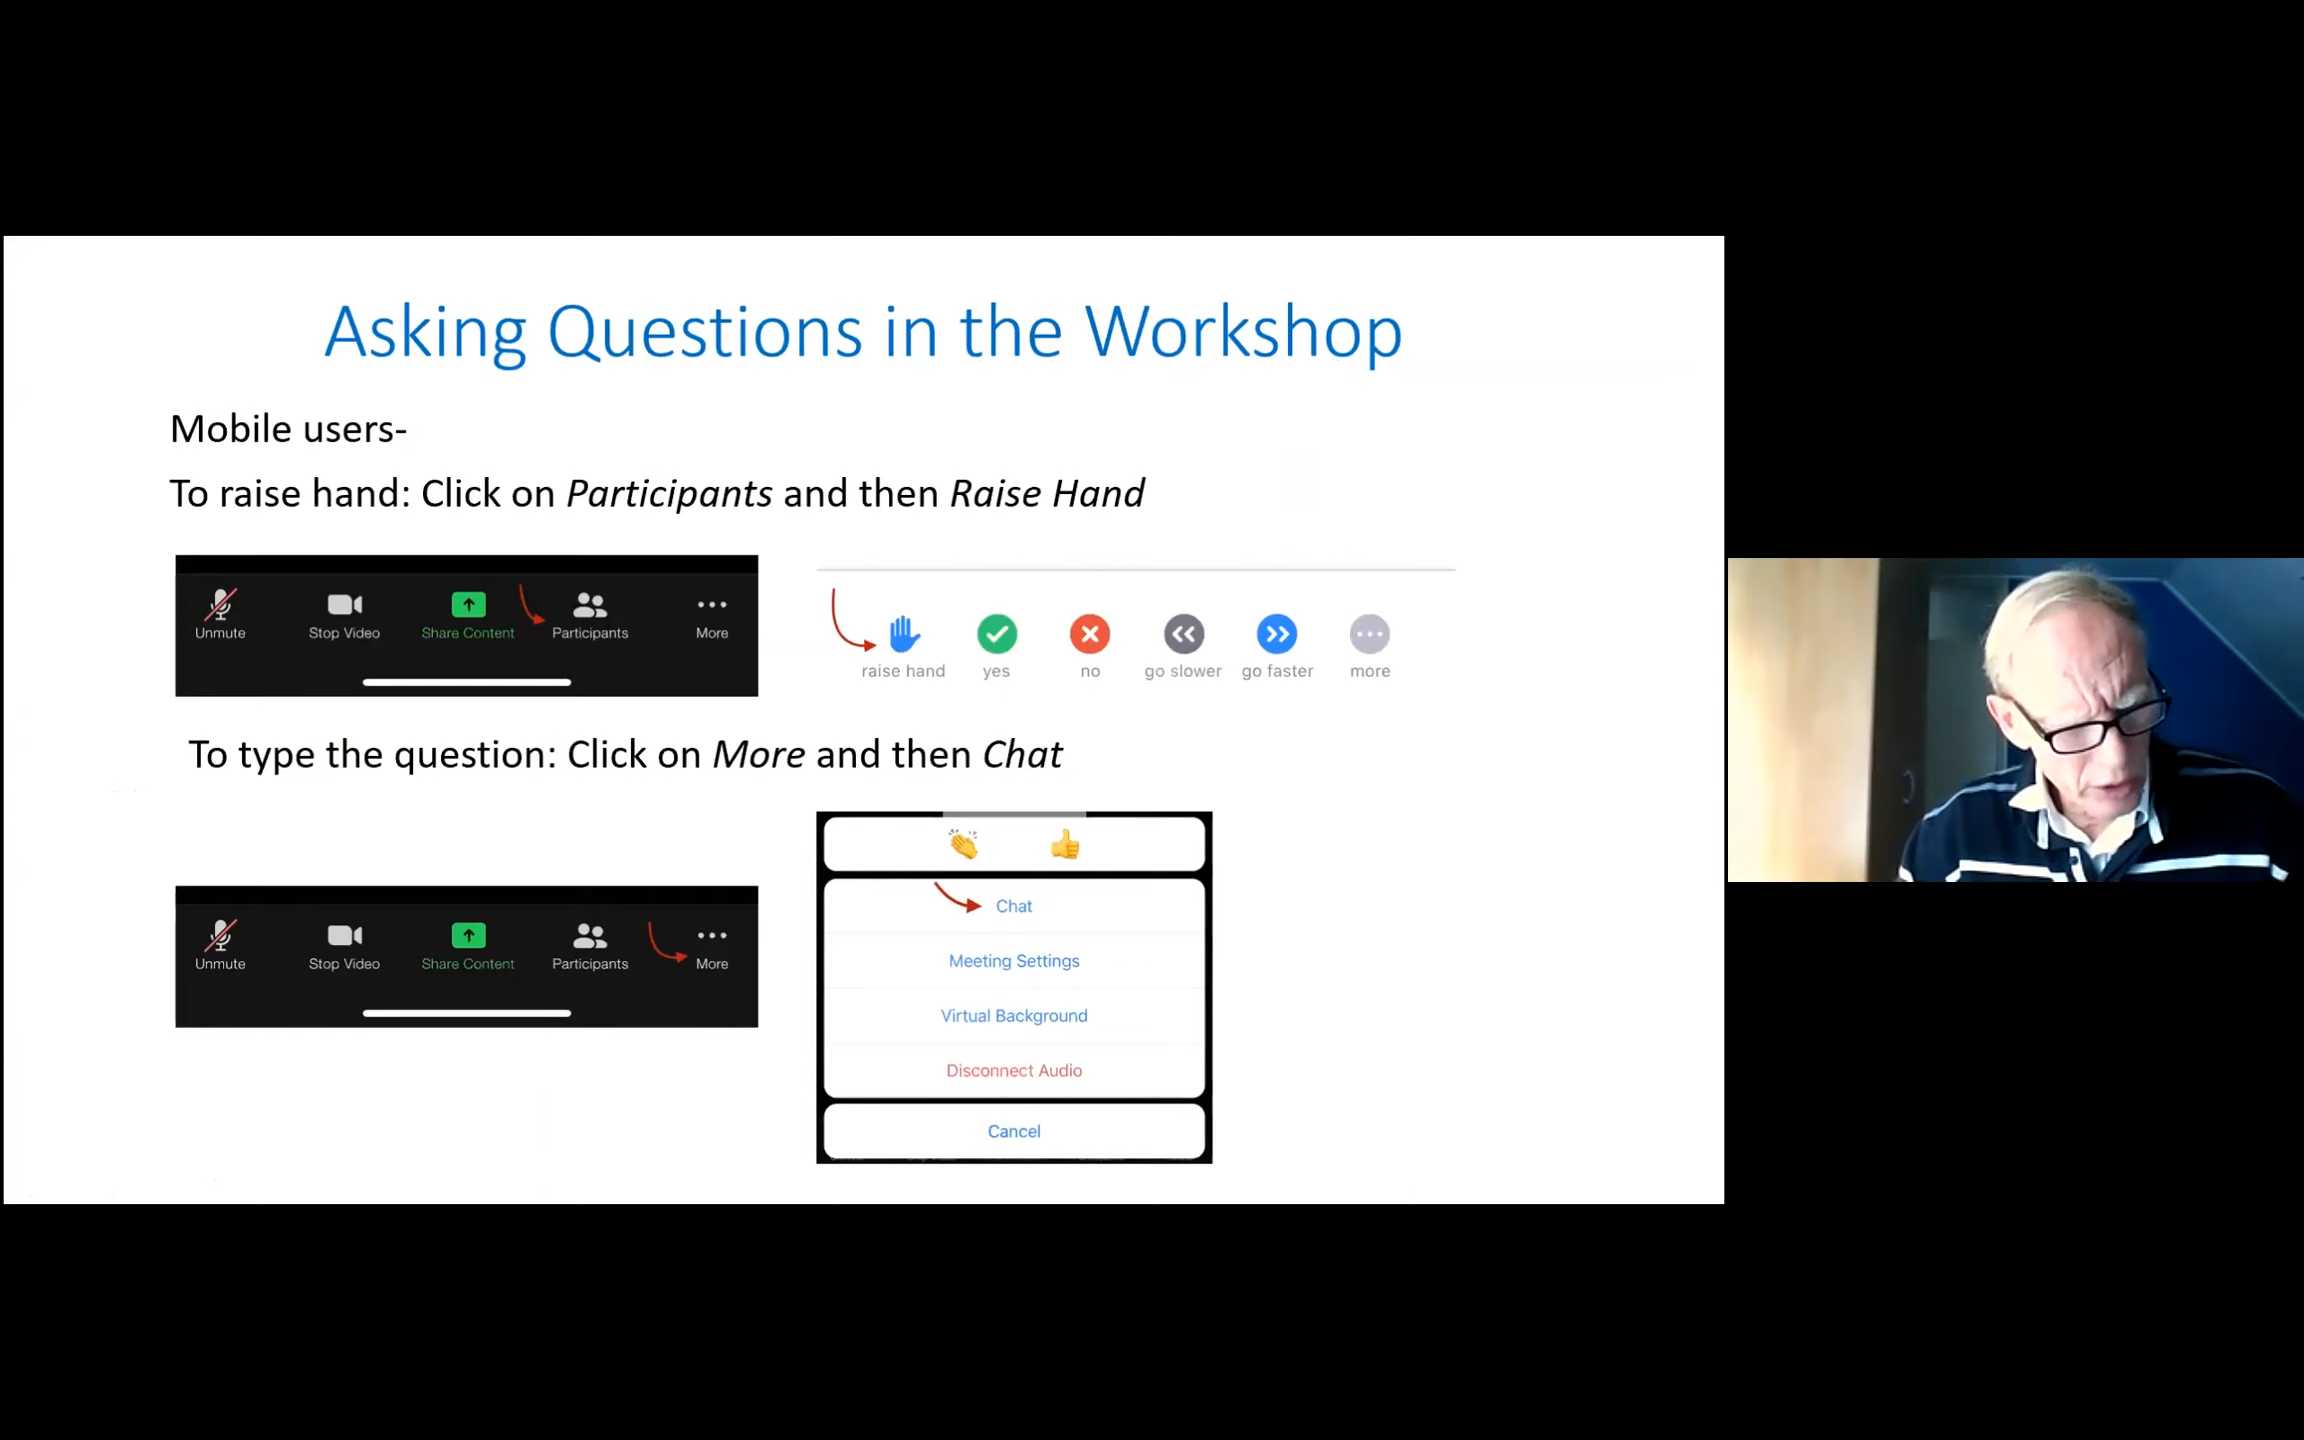 Asking Questions in the Workshop
Mobile users-
To raise hand: Click on Participants and then Raise Hand
Unmute Stop Video Share Content Participants More
raise hand yes no go slower go faster more
To type the question: Click on More and then Chat
Unmute Stop Video Share Content Participants More
Chat
Meeting Settings
Virtual Background
Disconnect Audio
Cancel